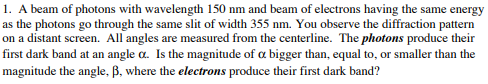 1. A beam of photons with wavelength 150 nm and beam of electrons having the same energy
as the photons go through the same slit of width 355 nm. You observe the diffraction pattern
on a distant screen. All angles are measured from the centerline. The photons produce their
first dark band at an angle α. Is the magnitude of α bigger than, equal to, or smaller than the
magnitude the angle, β, where the electrons produce their first dark band?